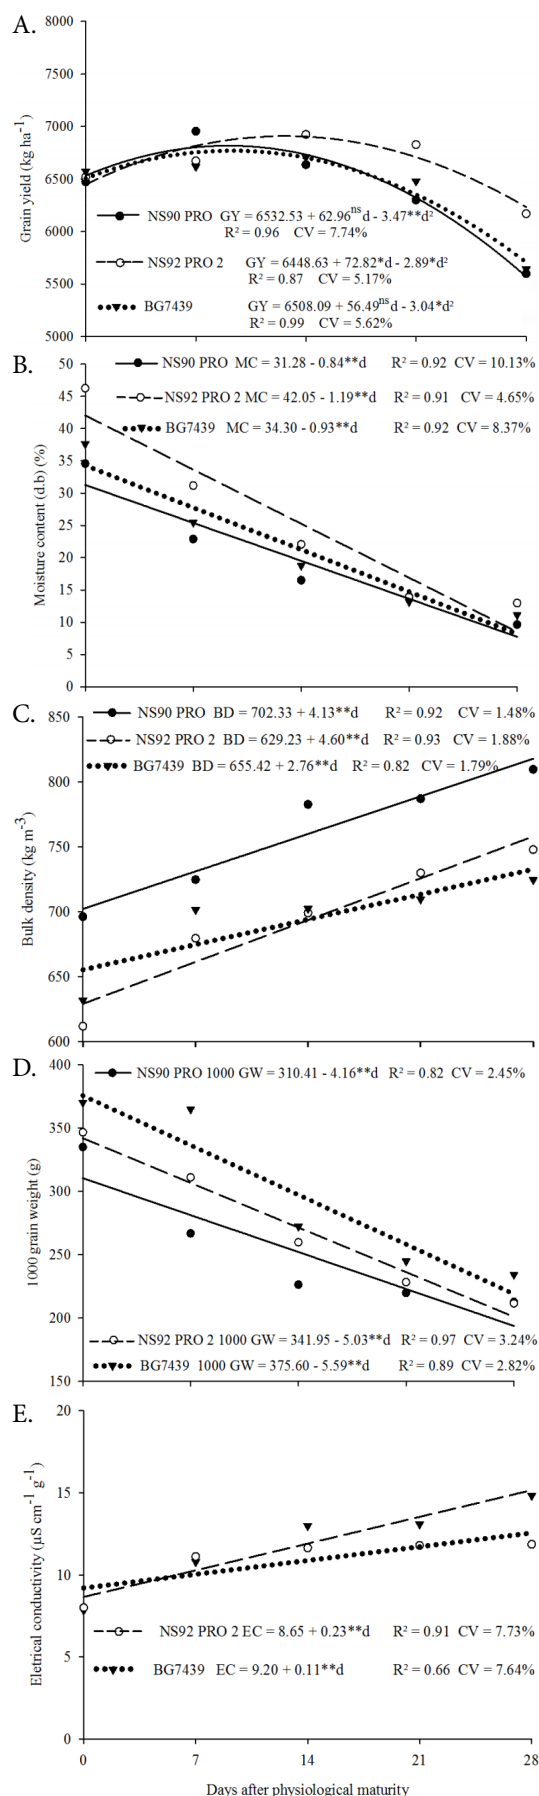 A.
8000
7000
6000
5500
5000
Grain yield (kg ha⁻¹)
NS90 PRO GY = 6532.53 + 62.96ⁿˢd - 3.47**d²
R² = 0.96 CV = 7.74%
NS92 PRO 2 GY = 6448.63 + 72.82*d - 2.89*d²
R² = 0.87 CV = 5.17%
BG7439 GY = 6508.09 + 56.49ⁿˢd - 3.04*d²
R² = 0.99 CV = 5.62%
B.
50
45
40
35
30
25
20
15
10
5
0
Moisture content (d.b) (%)
NS90 PRO MC = 31.28 - 0.84**d R² = 0.92 CV = 10.13%
NS92 PRO 2 MC = 42.05 - 1.19**d R² = 0.91 CV = 4.65%
BG7439 MC = 34.30 - 0.93**d R² = 0.92 CV = 8.37%
C.
850
800
750
700
650
600
Bulk density (kg m⁻³)
NS90 PRO BD = 702.33 + 4.13**d R² = 0.92 CV = 1.48%
NS92 PRO 2 BD = 629.23 + 4.60**d R² = 0.93 CV = 1.88%
BG7439 BD = 655.42 + 2.76**d R² = 0.82 CV = 1.79%
D.
400
350
300
250
200
150
1000 grain weight (g)
NS90 PRO 1000 GW = 310.41 - 4.16**d R² = 0.82 CV = 2.45%
NS92 PRO 2 1000 GW = 341.95 - 5.03**d R² = 0.97 CV = 3.24%
BG7439 1000 GW = 375.60 - 5.59**d R² = 0.89 CV = 2.82%
E.
20
15
10
5
0
Eletrical conductivity (µS cm⁻¹ g⁻¹)
NS92 PRO 2 EC = 8.65 + 0.23**d R² = 0.91 CV = 7.73%
BG7439 EC = 9.20 + 0.11**d R² = 0.66 CV = 7.64%
0 7 14 21 28
Days after physiological maturity